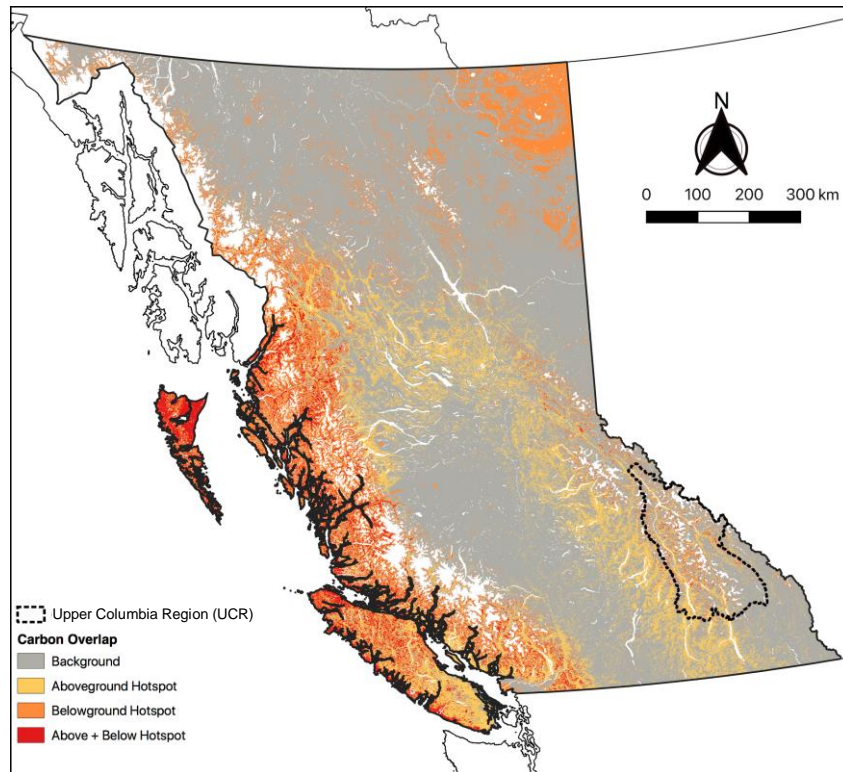 N
0 100 200 300 km
Upper Columbia Region (UCR)
Carbon Overlap
Background
Aboveground Hotspot
Belowground Hotspot
Above + Below Hotspot